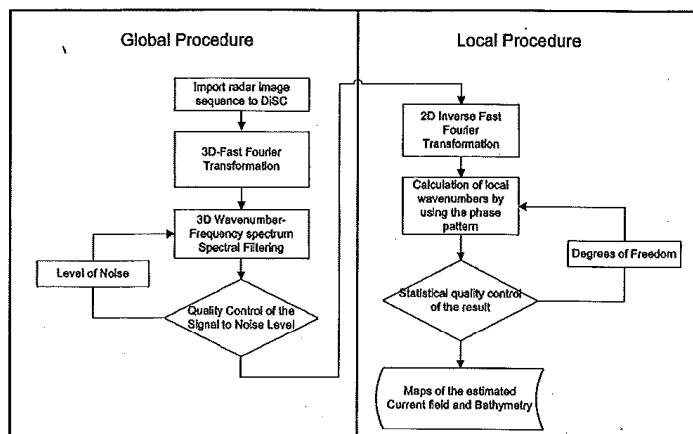 Global Procedure
Import radar image
sequence to DiSC
3D-Fast Fourier
Transformation
3D Wavenumber-
Frequency spectrum
Spectral Filtering
Level of Noise
Quality Control of the
Signal to Noise Level
Local Procedure
2D Inverse Fast
Fourier
Transformation
Calculation of local
wavenumbers by
using the phase
pattern
Degrees of Freedom
Statistical quality control
of the result
Maps of the estimated
Current field and Bathymetry